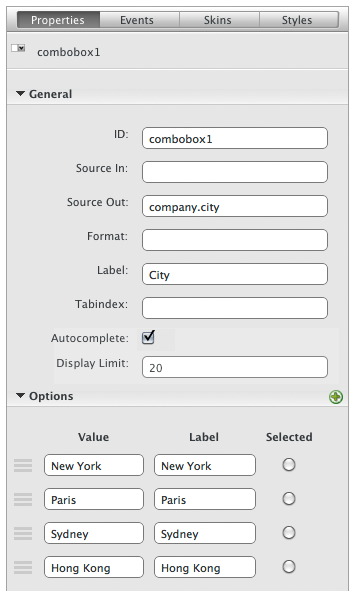 Properties Events Skins Styles
combobox1
General
ID: combobox1
Source In:
Source Out: company.city
Format:
Label: City
Tabindex:
Autocomplete:
Display Limit: 20
Options
Value Label Selected
New York New York
Paris Paris
Sydney Sydney
Hong Kong Hong Kong